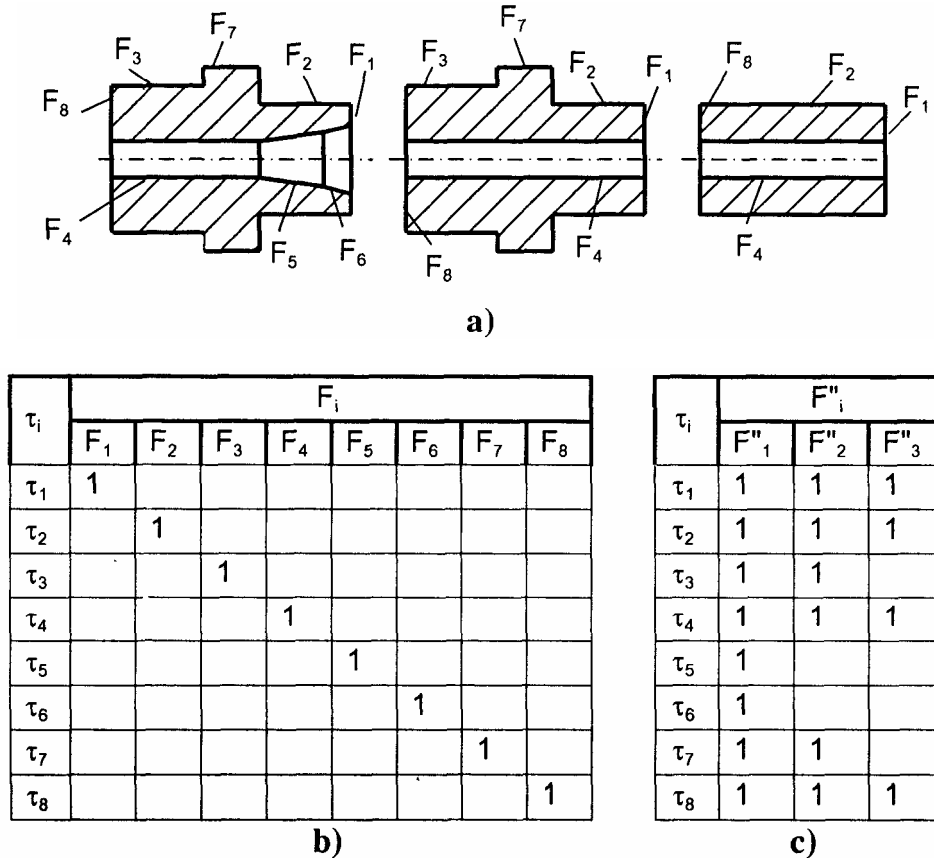 F₇ F₇
F₃ F₂ F₁ F₃ F₂ F₁ F₈ F₂ F₁
F₈
F₄ F₅ F₆ F₈ F₄ F₄
a)
τᵢ Fᵢ
F₁ F₂ F₃ F₄ F₅ F₆ F₇ F₈
τ₁ 1
τ₂ 1
τ₃ 1
τ₄ 1
τ₅ 1
τ₆ 1
τ₇ 1
τ₈ 1
b)
τᵢ F"ᵢ
F"₁ F"₂ F"₃
τ₁ 1 1 1
τ₂ 1 1 1
τ₃ 1 1
τ₄ 1 1 1
τ₅ 1
τ₆ 1
τ₇ 1 1
τ₈ 1 1 1
c)